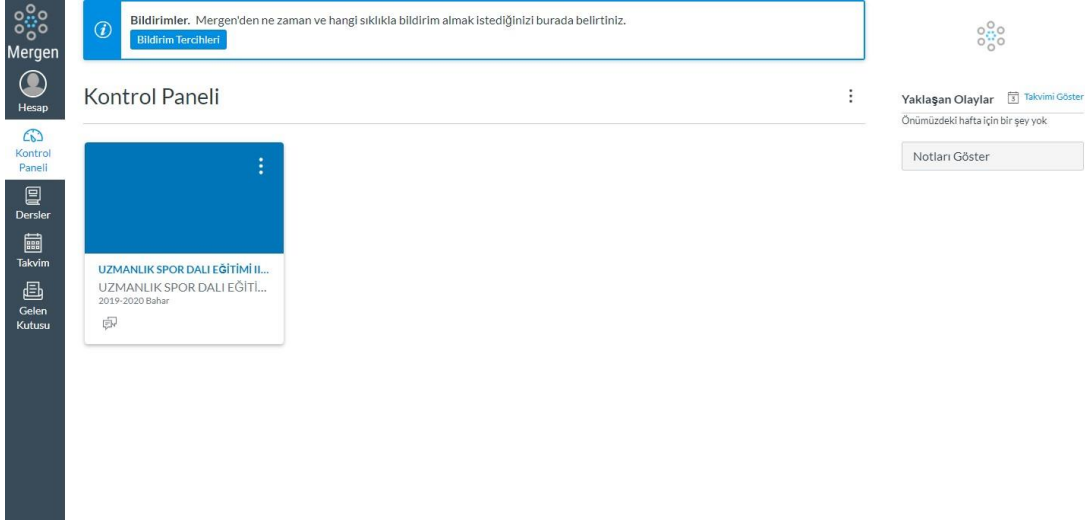 Mergen
Hesap
Kontrol
Paneli
Dersler
Takvim
Gelen
Kutusu
Bildirimler. Mergen'den ne zaman ve hangi sıklıkla bildirim almak istediğinizi burada belirtiniz.
Bildirim Tercihleri
Kontrol Paneli
UZMANLIK SPOR DALI EĞİTİMİ II...
UZMANLIK SPOR DALI EĞİTİ...
2019-2020 Bahar
Yaklaşan Olaylar 3 Takvimi Göster
Önümüzdeki hafta için bir şey yok
Notları Göster